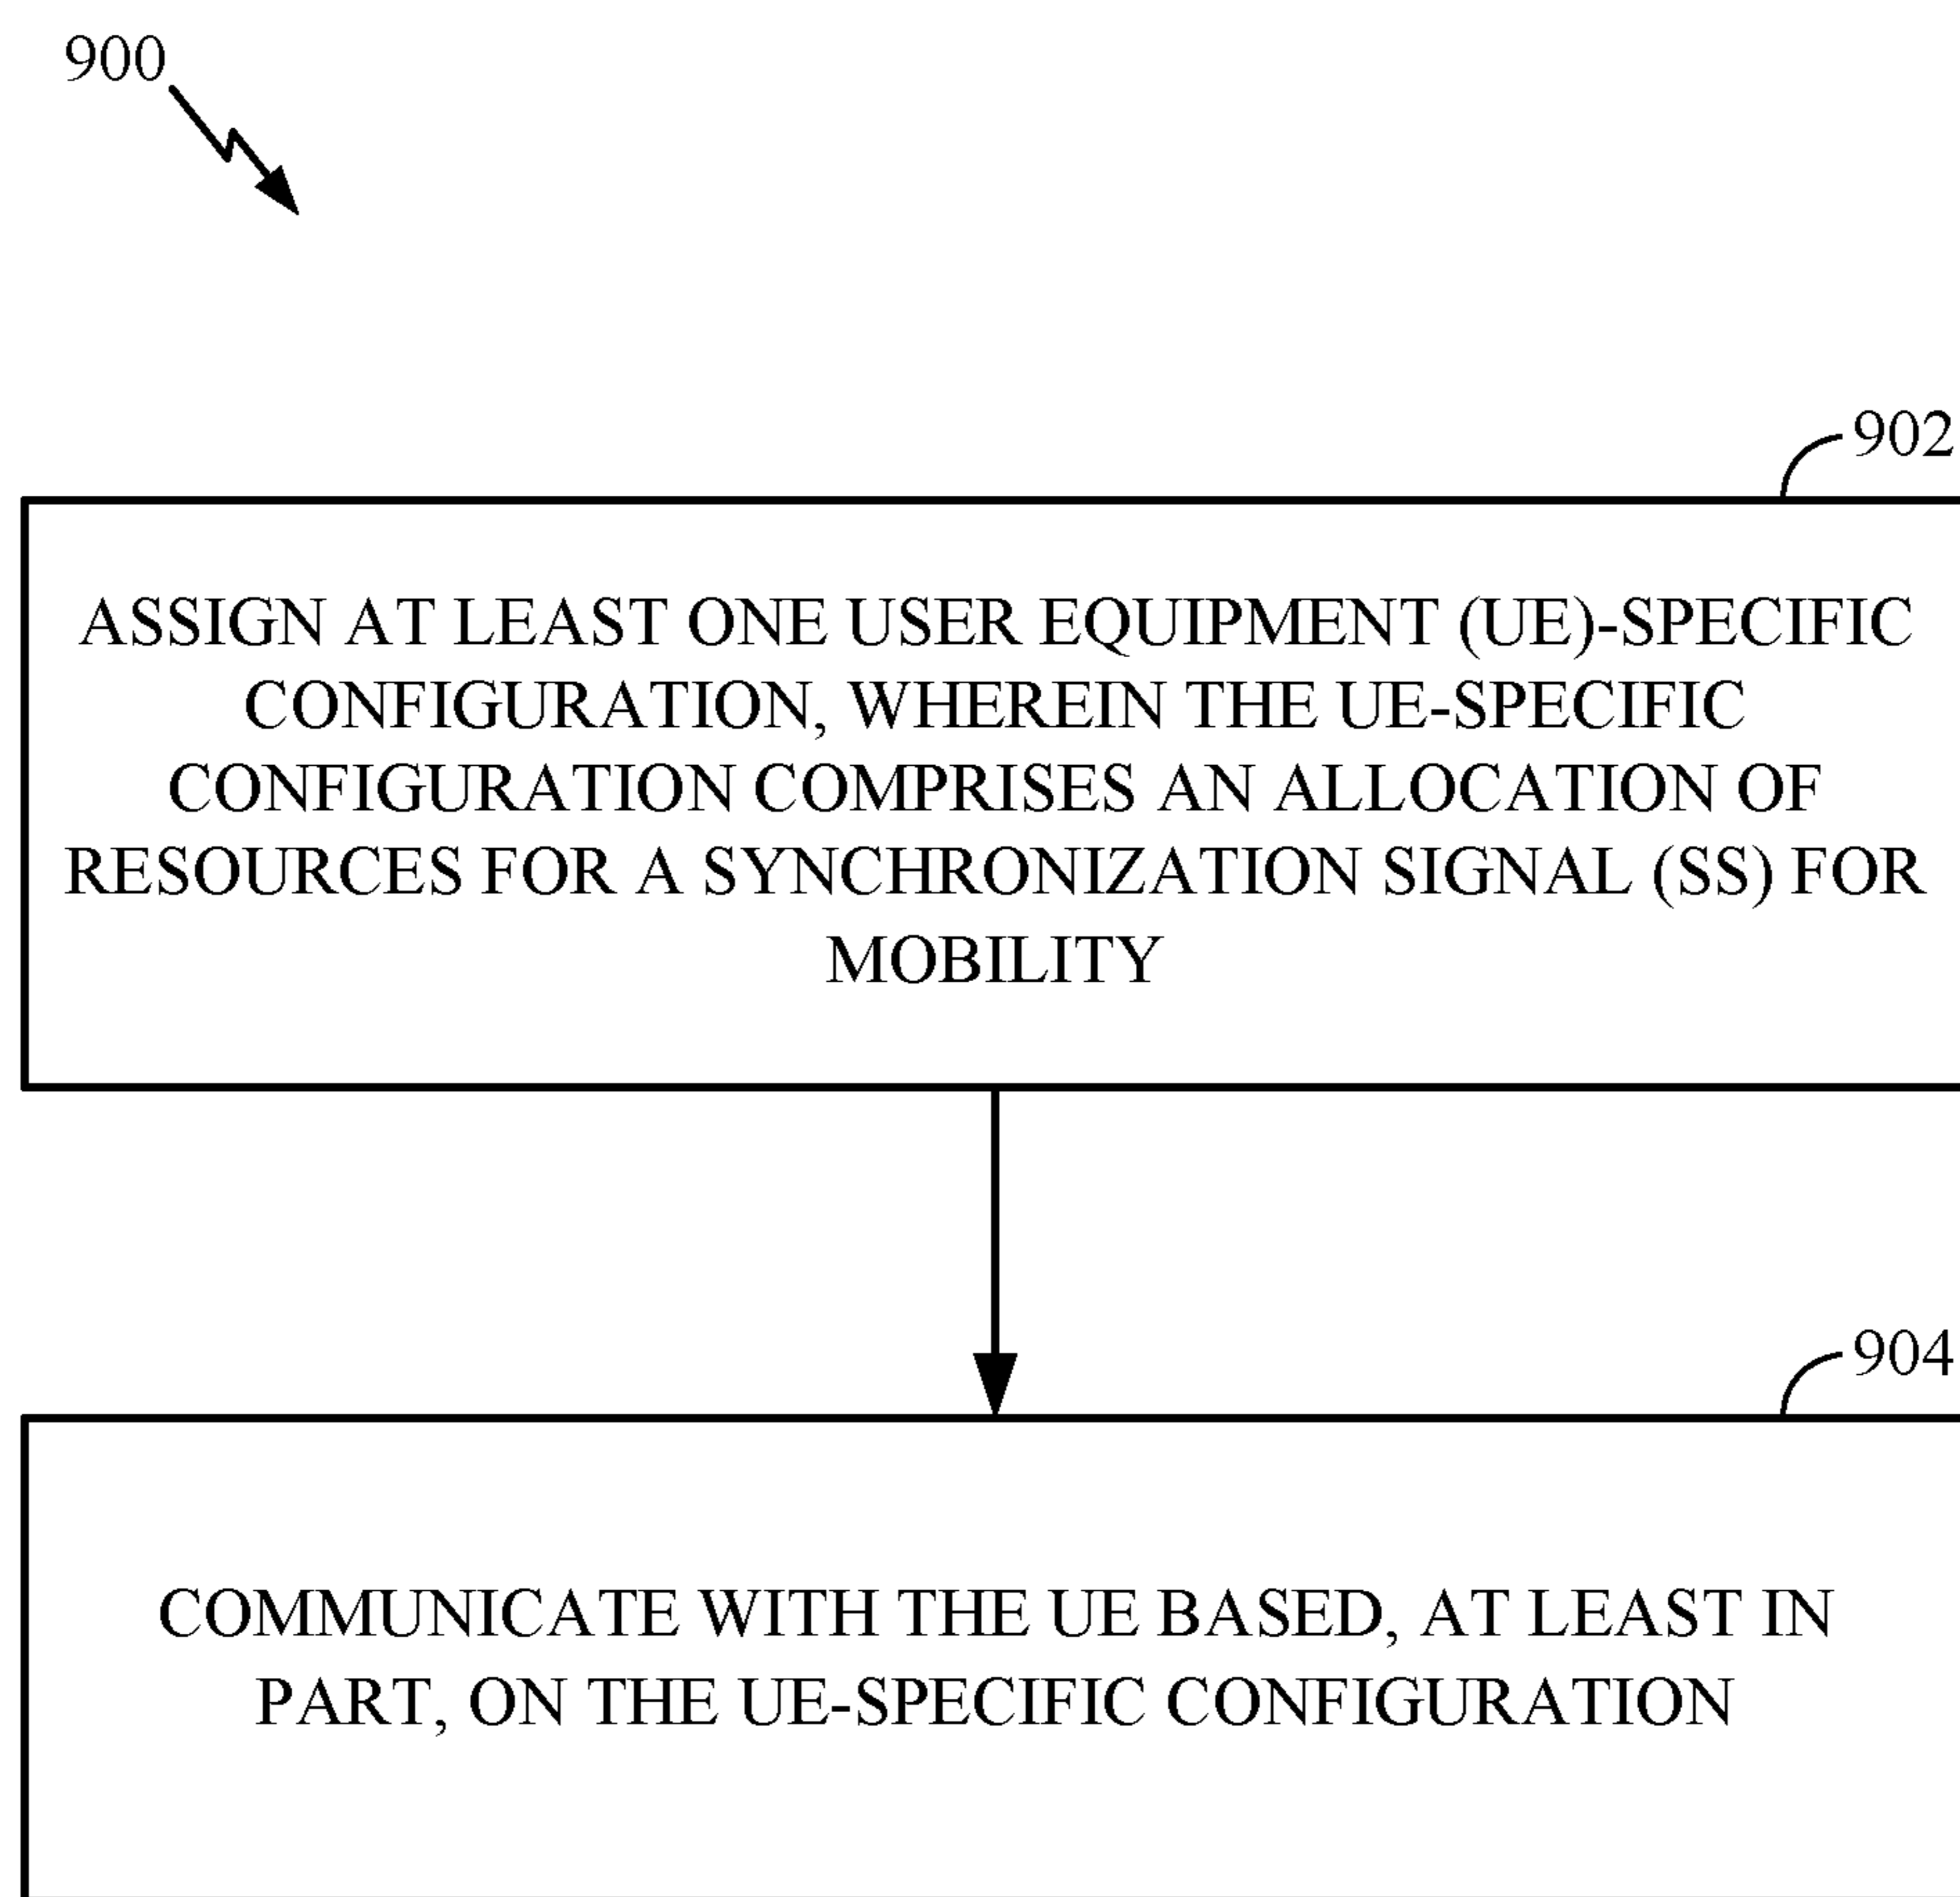 900
902
ASSIGN AT LEAST ONE USER EQUIPMENT (UE)-SPECIFIC
CONFIGURATION, WHEREIN THE UE-SPECIFIC
CONFIGURATION COMPRISES AN ALLOCATION OF
RESOURCES FOR A SYNCHRONIZATION SIGNAL (SS) FOR
MOBILITY
904
COMMUNICATE WITH THE UE BASED, AT LEAST IN
PART, ON THE UE-SPECIFIC CONFIGURATION